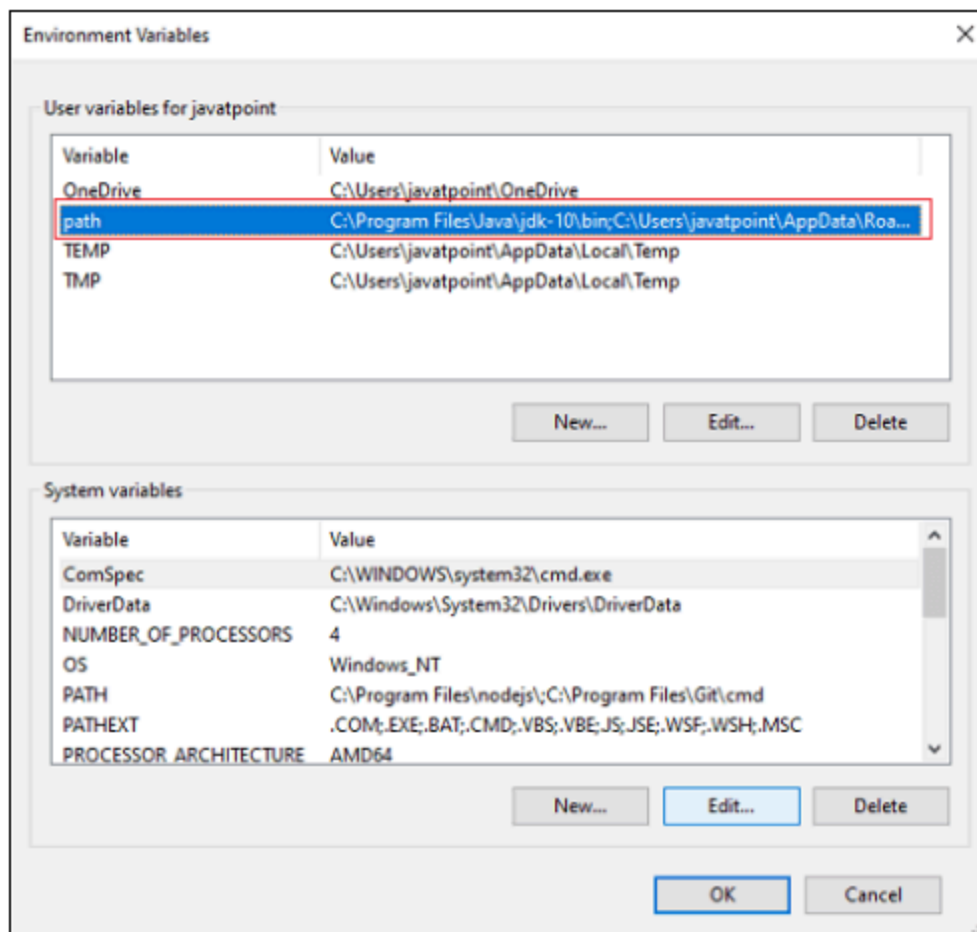 Environment Variables
User variables for javatpoint
Variable Value
OneDrive C:\Users\javatpoint\OneDrive
path C:\Program Files\Java\jdk-10\bin;C:\Users\javatpoint\AppData\Roa...
TEMP C:\Users\javatpoint\AppData\Local\Temp
TMP C:\Users\javatpoint\AppData\Local\Temp
New... Edit... Delete
System variables
Variable Value
ComSpec C:\WINDOWS\system32\cmd.exe
DriverData C:\Windows\System32\Drivers\DriverData
NUMBER_OF_PROCESSORS 4
OS Windows_NT
PATH C:\Program Files\nodejs\;C:\Program Files\Git\cmd
PATHEXT .COM;.EXE;.BAT;.CMD;.VBS;.VBE;.JS;.JSE;.WSF;.WSH;.MSC
PROCESSOR_ARCHITECTURE AMD64
New... Edit... Delete
OK Cancel